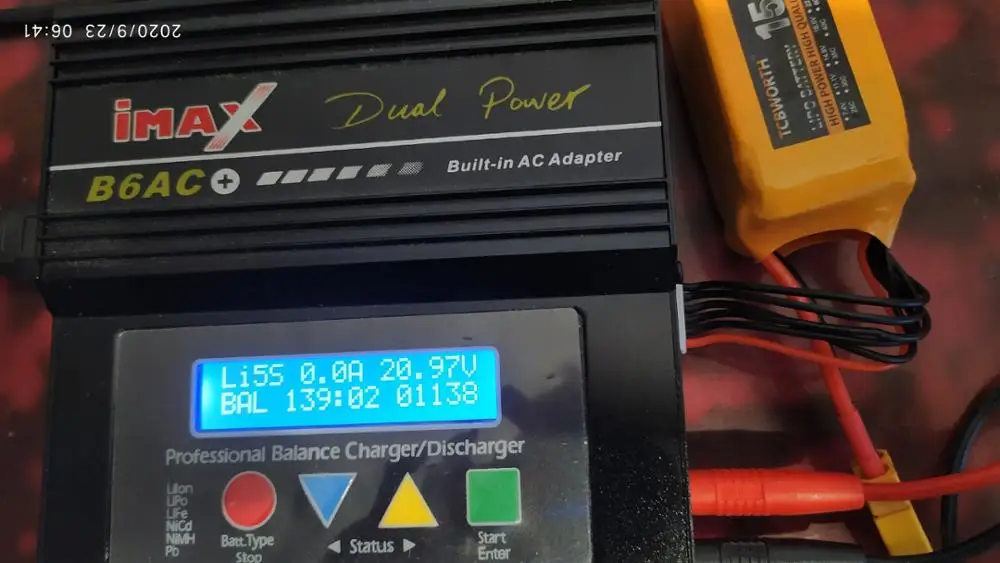 2020/9/23 06:41
iMAX Dual Power
B6AC+
Built-in AC Adapter
Li5S 0.0A 20.97V
BAL 139:02 01138
Professional Balance Charger/Discharger
LiIon
LiPo
LiFe
NiCd
NiMH
Pb
Batt.Type
Stop
Status
Start
Enter
TCBWORTH
HIGH POWER HIGH QUALI
15